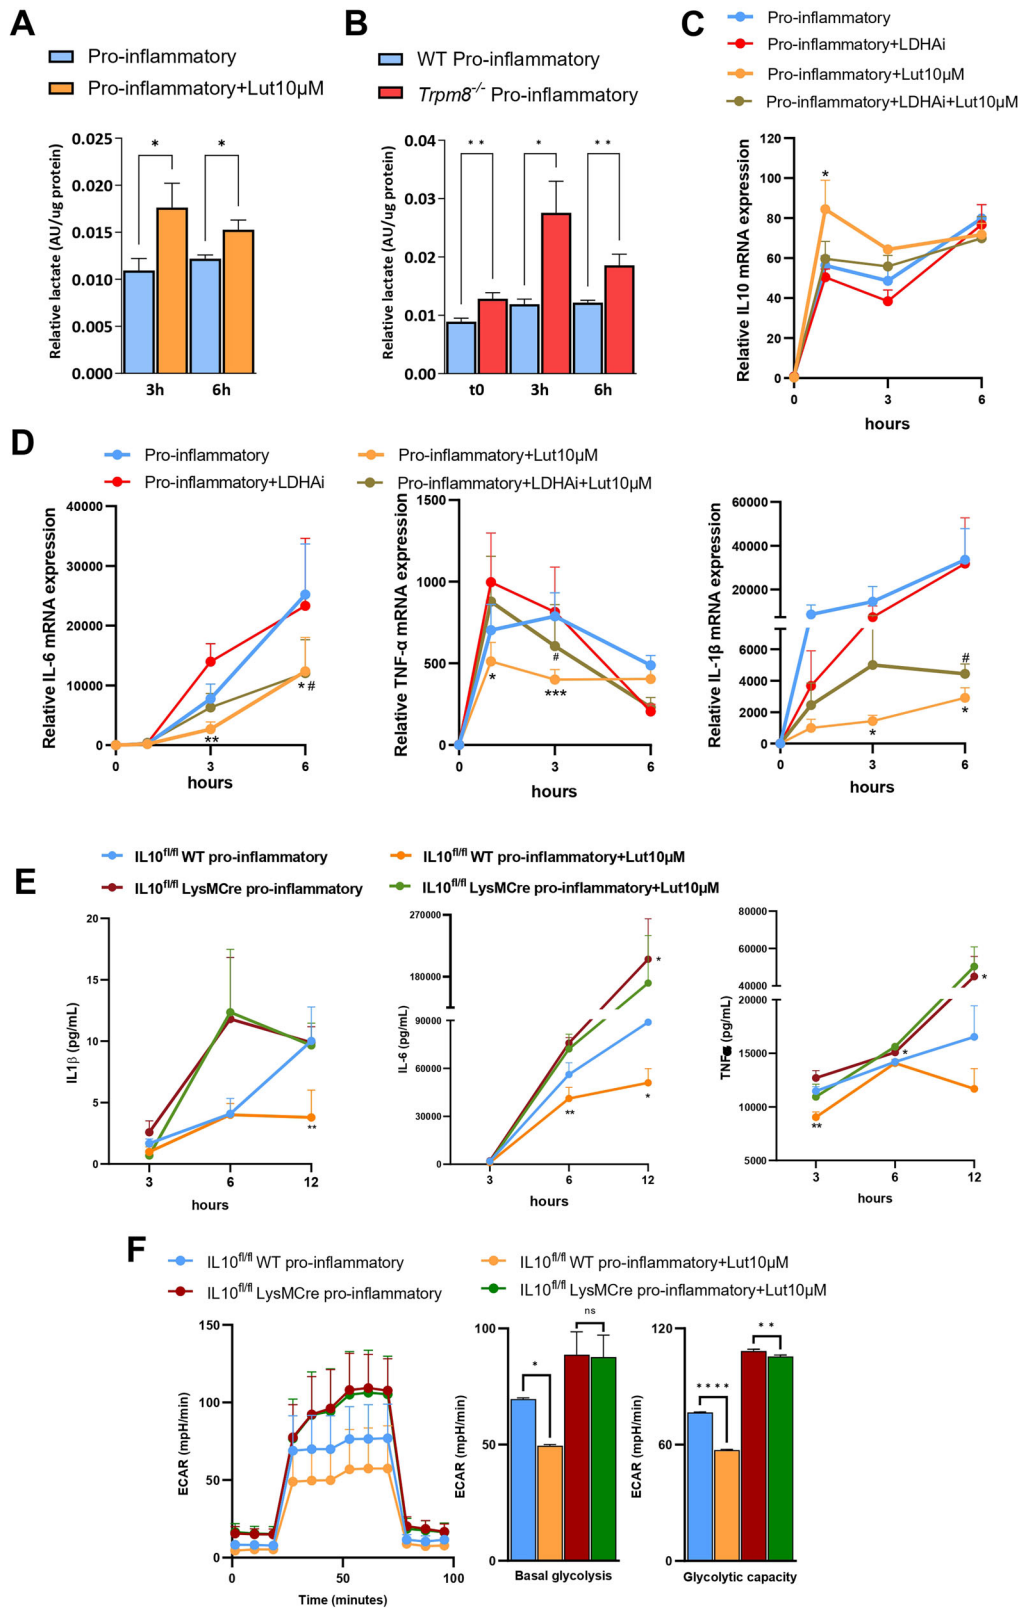 A
Pro-inflammatory
Pro-inflammatory+Lut10µM
Relative lactate (AU/ug protein)
0.025
0.020
0.015
0.010
0.005
0.000
*
*
3h
6h
B
WT Pro-inflammatory
Trpm8-/- Pro-inflammatory
Relative lactate (AU/ug protein)
0.04
0.03
0.02
0.01
0.00
**
*
**
t0
3h
6h
C
Pro-inflammatory
Pro-inflammatory+LDHAi
Pro-inflammatory+Lut10µM
Pro-inflammatory+LDHAi+Lut10µM
Relative IL10 mRNA expression
120
100
80
60
40
20
0
*
0
3
6
hours
D
Pro-inflammatory
Pro-inflammatory+LDHAi
Pro-inflammatory+Lut10µM
Pro-inflammatory+LDHAi+Lut10µM
Relative IL-6 mRNA expression
40000
30000
20000
10000
0
**
*#
0
3
6
hours
Relative TNF-α mRNA expression
1500
1000
500
0
*
#
***
0
3
6
hours
Relative IL-1β mRNA expression
60000
40000
20000
6000
4000
2000
0
*
#
*
0
3
6
hours
E
IL10fl/fl WT pro-inflammatory
IL10fl/fl LysMCre pro-inflammatory
IL10fl/fl WT pro-inflammatory+Lut10µM
IL10fl/fl LysMCre pro-inflammatory+Lut10µM
IL1β (pg/mL)
20
15
10
5
0
**
3
6
12
hours
IL-6 (pg/mL)
270000
180000
90000
60000
30000
0
*
**
*
3
6
12
hours
(pg/mL)
80000
60000
40000
20000
15000
10000
5000
*
*
**
3
6
12
hours
F
IL10fl/fl WT pro-inflammatory
IL10fl/fl LysMCre pro-inflammatory
IL10fl/fl WT pro-inflammatory+Lut10µM
IL10fl/fl LysMCre pro-inflammatory+Lut10µM
ECAR (mpH/min)
150
100
50
0
0
50
100
Time (minutes)
ECAR (mpH/min)
100
50
0
*
ns
Basal glycolysis
ECAR (mpH/min)
120
60
0
****
**
Glycolytic capacity